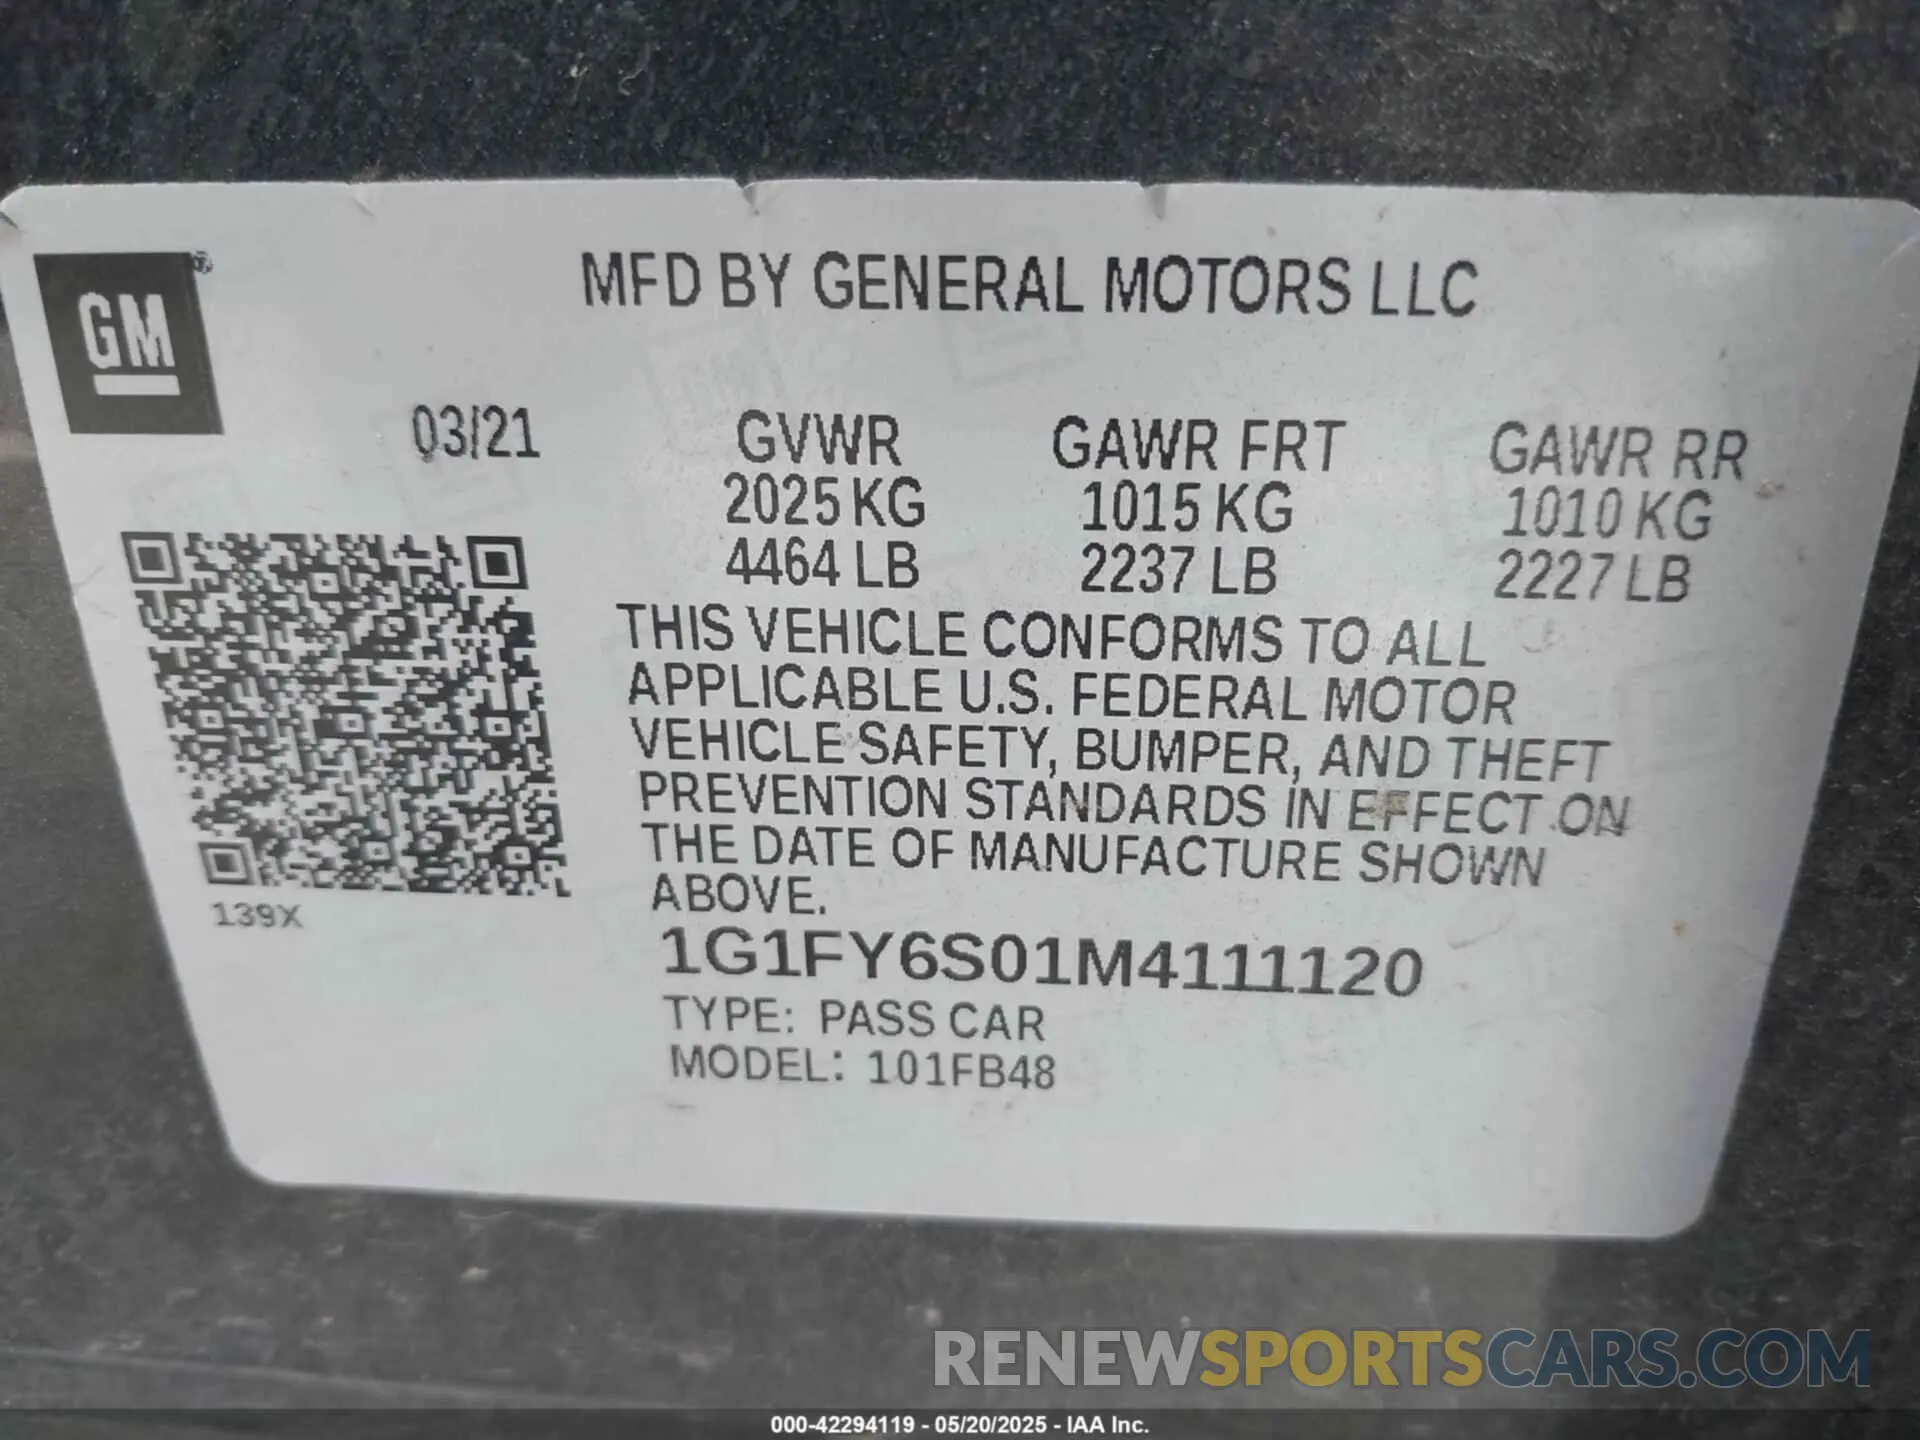 MFD BY GENERAL MOTORS LLC
GM®
03/21
GVWR GAWR FRT GAWR RR
2025 KG 1015 KG 1010 KG
4464 LB 2237 LB 2227 LB
THIS VEHICLE CONFORMS TO ALL
APPLICABLE U.S. FEDERAL MOTOR
VEHICLE SAFETY, BUMPER, AND THEFT
PREVENTION STANDARDS IN EFFECT ON
THE DATE OF MANUFACTURE SHOWN
ABOVE.
139X
1G1FY6S01M4111120
TYPE: PASS CAR
MODEL: 101FB48
RENEWSPORTSCARS.COM
000-42294119 - 05/20/2025 - IAA Inc.